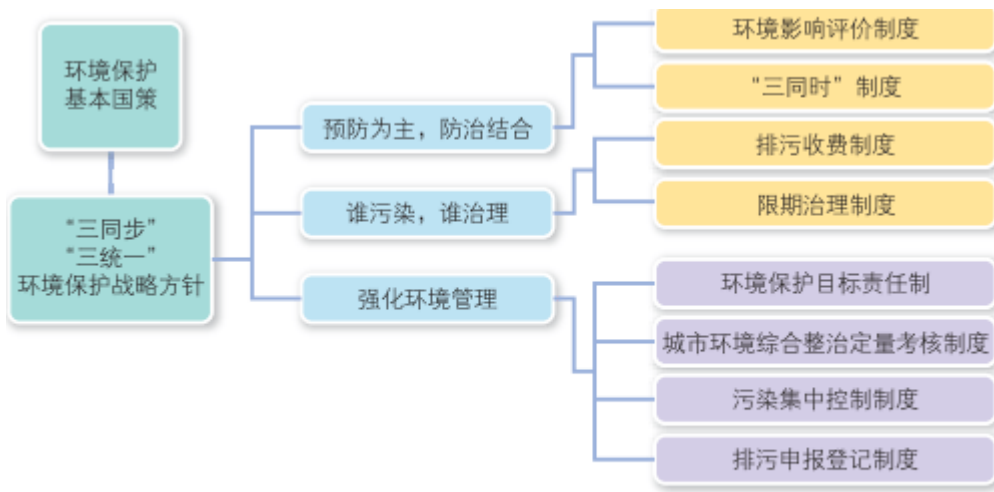 环境保护
基本国策
“三同步”
“三统一”
环境保护战略方针
预防为主，防治结合
谁污染，谁治理
强化环境管理
环境影响评价制度
“三同时”制度
排污收费制度
限期治理制度
环境保护目标责任制
城市环境综合整治定量考核制度
污染集中控制制度
排污申报登记制度